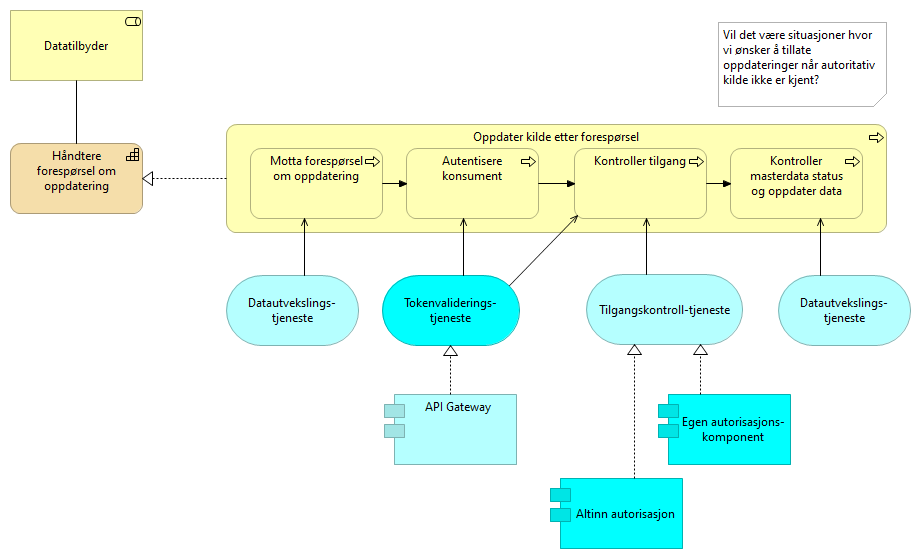 Datatilbyder
Vil det være situasjoner hvor
vi ønsker å tillate
oppdateringer når autoritativ
kilde ikke er kjent?
Håndtere
forespørsel om
oppdatering
Oppdater kilde etter forespørsel
Motta forespørsel
om oppdatering
Autentisere
konsument
Kontroller tilgang
Kontroller
masterdata status
og oppdater data
Datautvekslings-
tjeneste
Tokenvaliderings-
tjeneste
Tilgangskontroll-tjeneste
Datautvekslings-
tjeneste
API Gateway
Egen autorisasjons-
komponent
Altinn autorisasjon